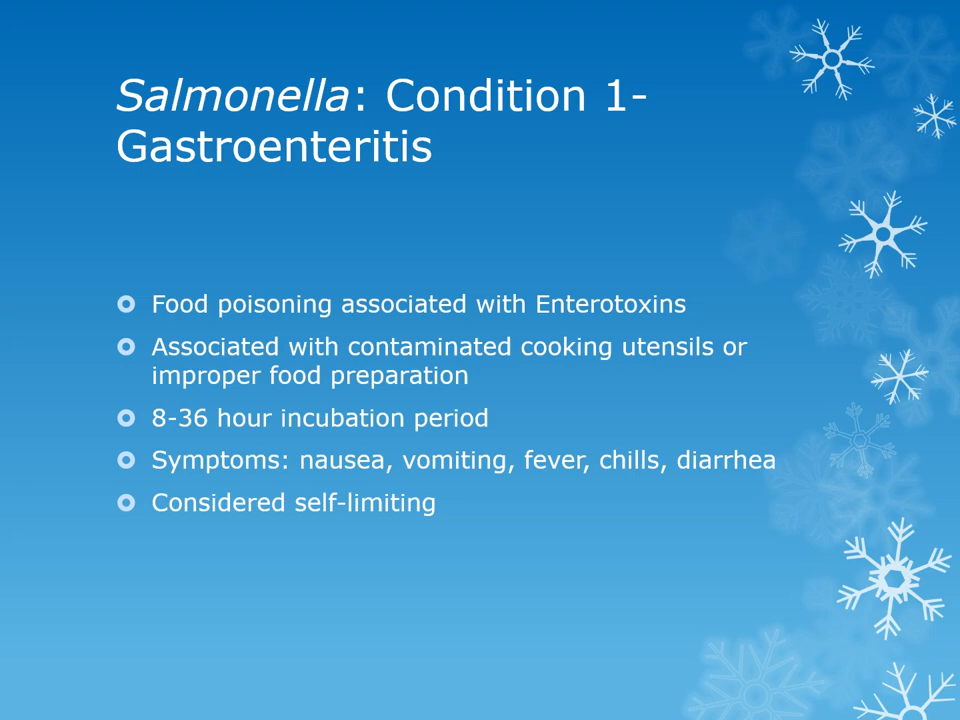 Salmonella: Condition 1-
Gastroenteritis
Food poisoning associated with Enterotoxins
Associated with contaminated cooking utensils or
improper food preparation
8-36 hour incubation period
Symptoms: nausea, vomiting, fever, chills, diarrhea
Considered self-limiting